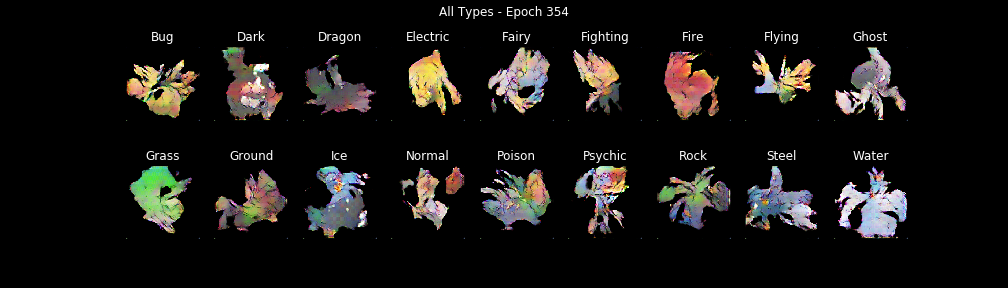 All Types - Epoch 354
Bug Dark Dragon Electric Fairy Fighting Fire Flying Ghost
Grass Ground Ice Normal Poison Psychic Rock Steel Water